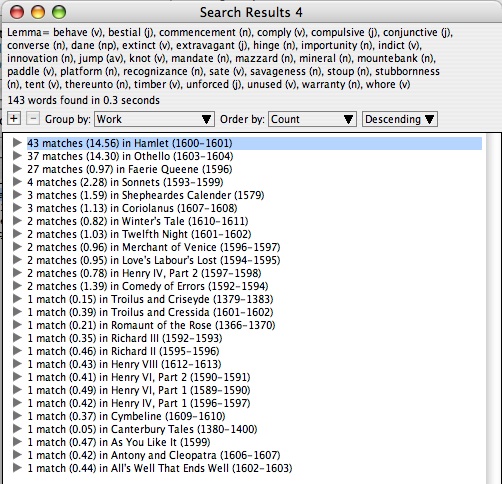 Search Results 4
Lemma= behave (v), bestial (j), commencement (n), comply (v), compulsive (j), conjunctive (j),
converse (n), dane (np), extinct (v), extravagant (j), hinge (n), importunity (n), indict (v),
innovation (n), jump (av), knot (v), mandate (n), mazzard (n), mineral (n), mountebank (n),
paddle (v), platform (n), recognizance (n), sate (v), savageness (n), stoup (n), stubbornness
(n), tent (v), thereunto (n), timber (v), unforced (j), unused (v), warranty (n), whore (v)
143 words found in 0.3 seconds
+ − Group by: Work Order by: Count Descending
43 matches (14.56) in Hamlet (1600-1601)
37 matches (14.30) in Othello (1603-1604)
27 matches (0.97) in Faerie Queene (1596)
4 matches (2.28) in Sonnets (1593-1599)
3 matches (1.59) in Shepheardes Calender (1579)
3 matches (1.13) in Coriolanus (1607-1608)
2 matches (0.82) in Winter's Tale (1610-1611)
2 matches (1.03) in Twelfth Night (1601-1602)
2 matches (0.96) in Merchant of Venice (1596-1597)
2 matches (0.95) in Love's Labour's Lost (1594-1595)
2 matches (0.78) in Henry IV, Part 2 (1597-1598)
2 matches (1.39) in Comedy of Errors (1592-1594)
1 match (0.15) in Troilus and Criseyde (1379-1383)
1 match (0.39) in Troilus and Cressida (1601-1602)
1 match (0.21) in Romaunt of the Rose (1366-1370)
1 match (0.35) in Richard III (1592-1593)
1 match (0.46) in Richard II (1595-1596)
1 match (0.43) in Henry VIII (1612-1613)
1 match (0.41) in Henry VI, Part 2 (1590-1591)
1 match (0.49) in Henry VI, Part 1 (1589-1590)
1 match (0.42) in Henry IV, Part 1 (1596-1597)
1 match (0.37) in Cymbeline (1609-1610)
1 match (0.05) in Canterbury Tales (1380-1400)
1 match (0.47) in As You Like It (1599)
1 match (0.42) in Antony and Cleopatra (1606-1607)
1 match (0.44) in All's Well That Ends Well (1602-1603)